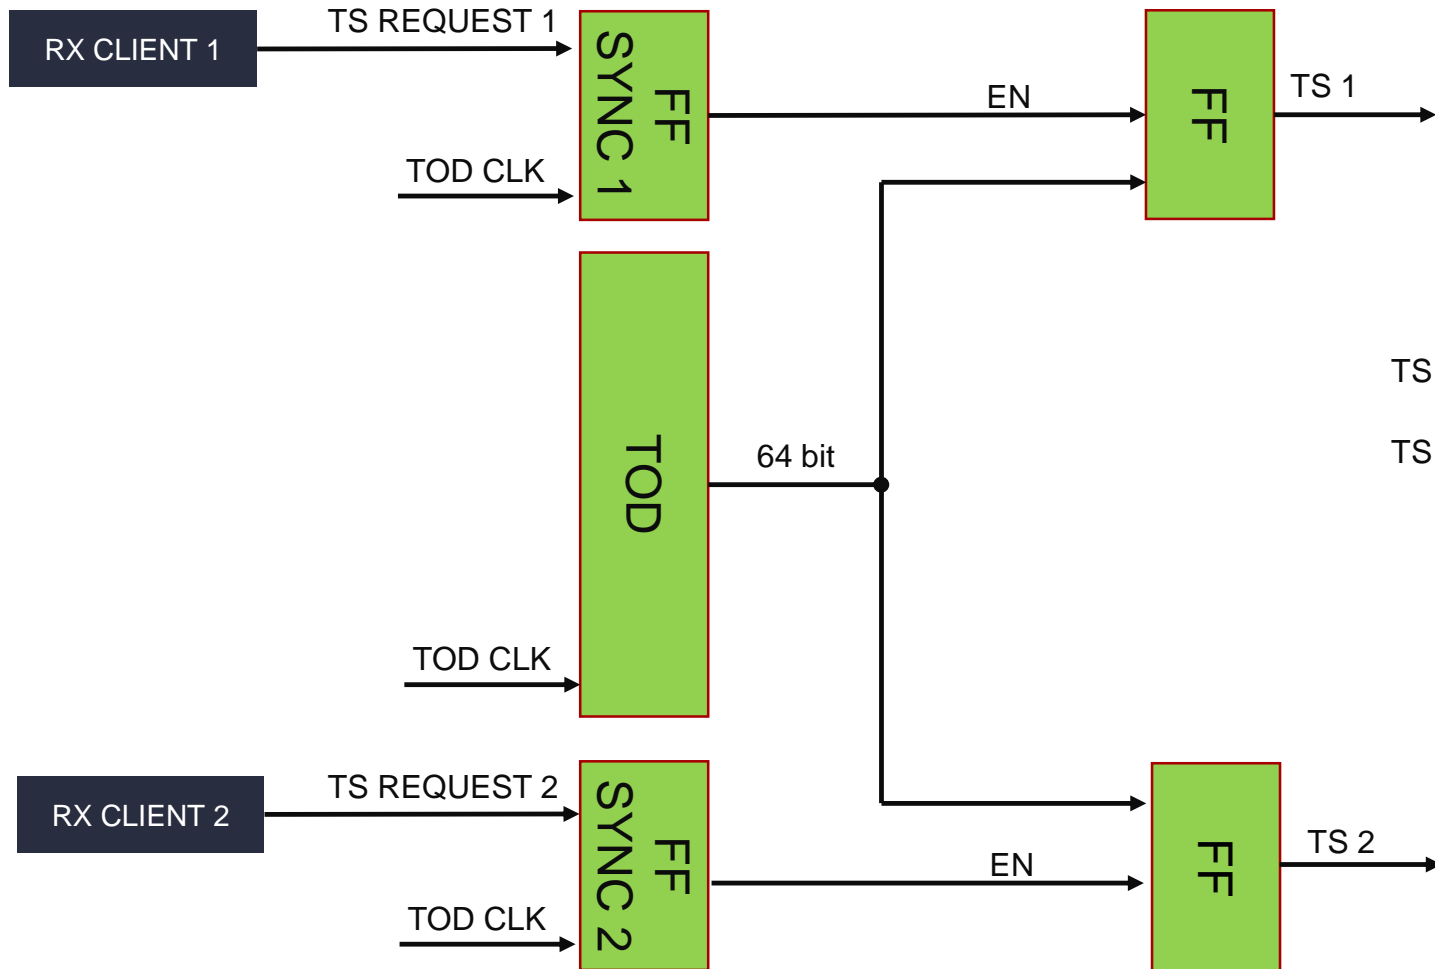 RX CLIENT 1
TS REQUEST 1
TOD CLK
FF
SYNC 1
EN
FF
TS 1
TOD
64 bit
TOD CLK
TS
TS
RX CLIENT 2
TS REQUEST 2
TOD CLK
FF
SYNC 2
EN
FF
TS 2